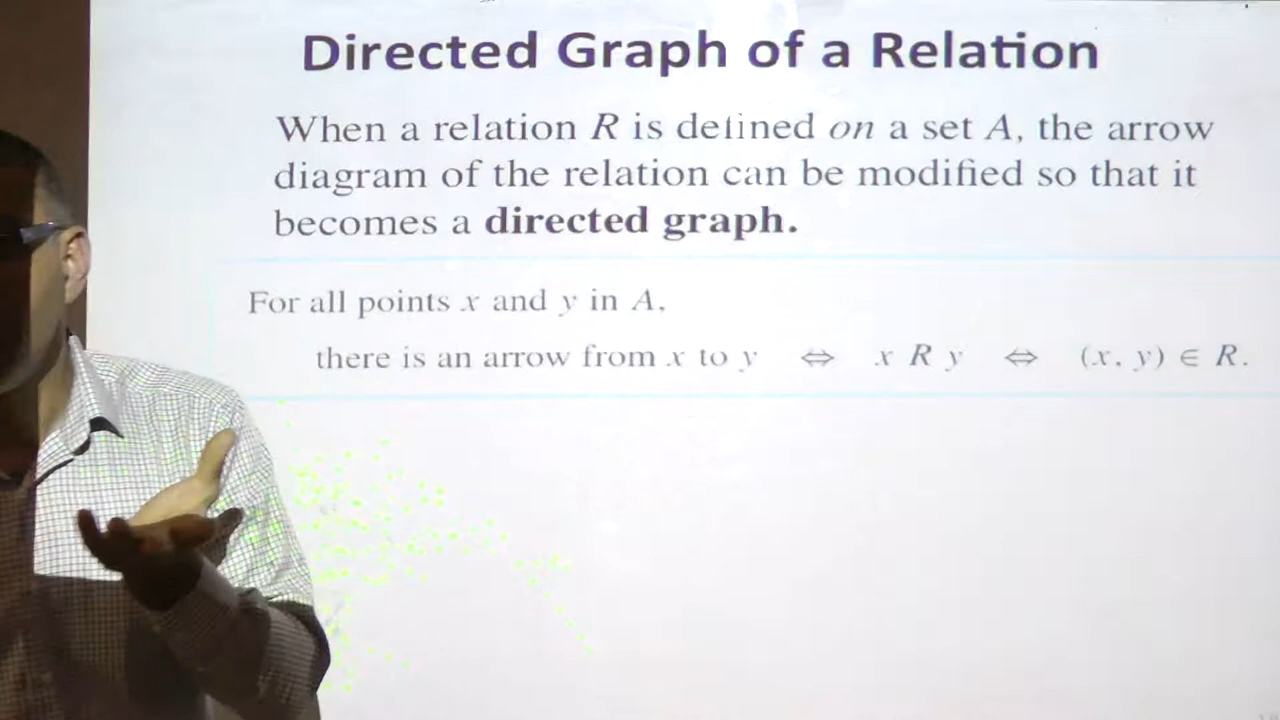 Directed Graph of a Relation
When a relation R is defined on a set A, the arrow
diagram of the relation can be modified so that it
becomes a directed graph.
For all points x and y in A,
there is an arrow from x to y ⇔ x R y ⇔ (x, y) ∈ R.